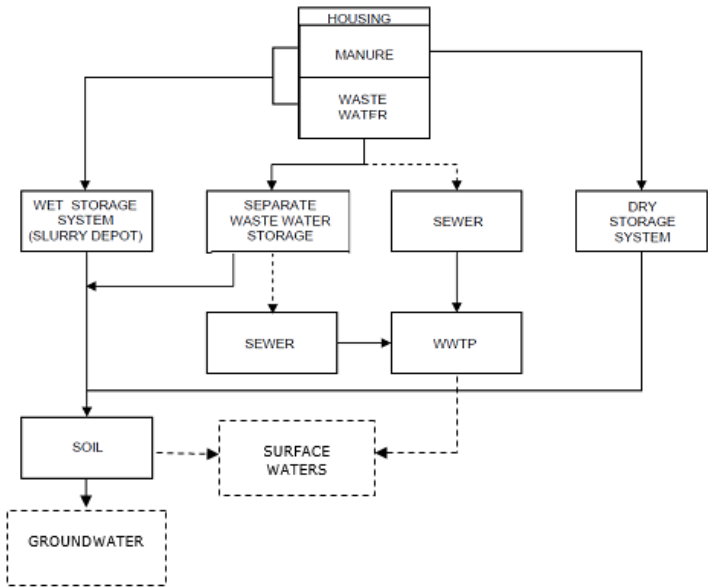 HOUSING
MANURE
WASTE
WATER
WET STORAGE
SYSTEM
(SLURRY DEPOT)
SEPARATE
WASTE WATER
STORAGE
SEWER
DRY
STORAGE
SYSTEM
SEWER
WWTP
SOIL
SURFACE
WATERS
GROUNDWATER